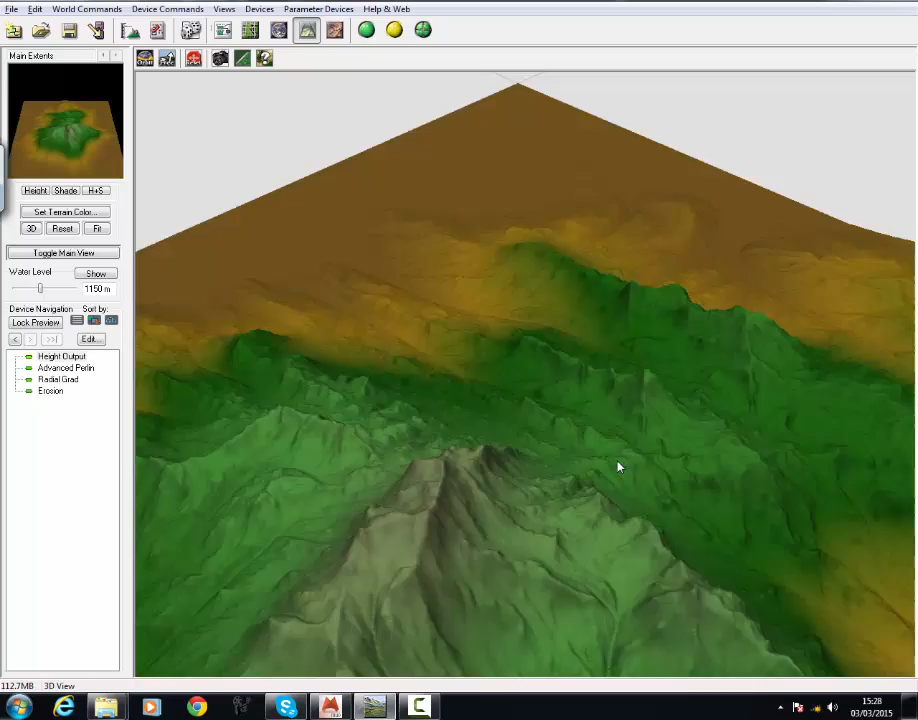 File Edit World Commands Device Commands Views Devices Parameter Devices Help & Web
Main Extents
Height Shade H+S
Set Terrain Color...
3D Reset Fit
Toggle Main View
Water Level Show
1150 m
Device Navigation Sort by:
Lock Preview
< > >>| Edit...
Height Output
Advanced Perlin
Radial Grad
Erosion
112.7MB 3D View
15:28
03/03/2015